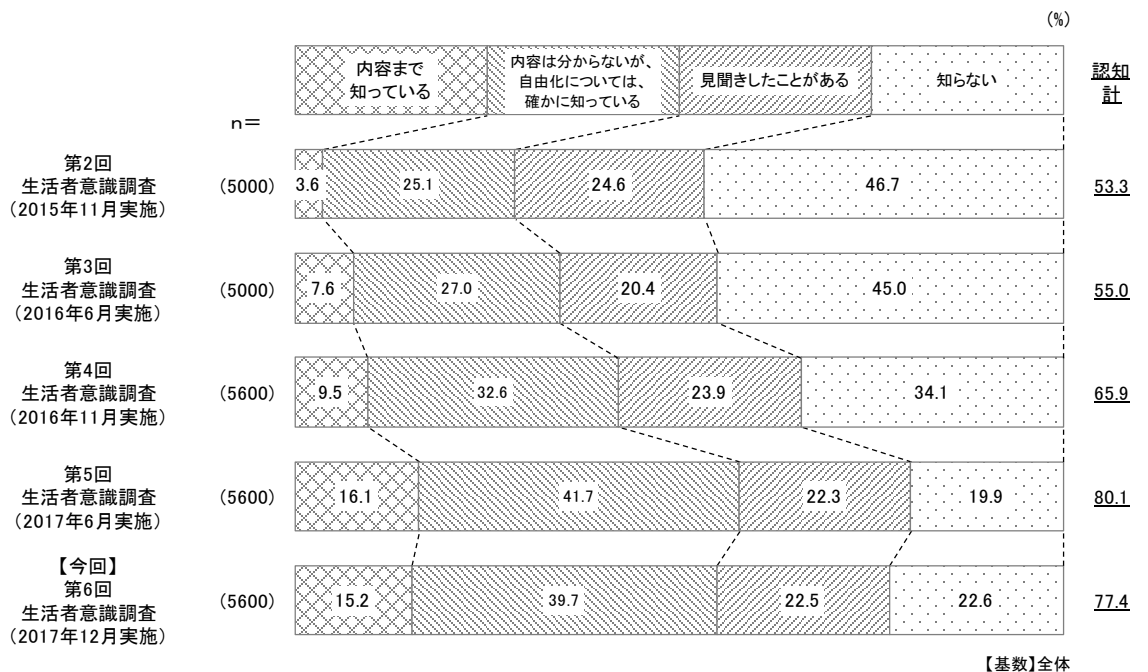 (%)
内容まで
知っている
内容は分からないが、
自由化については、
確かに知っている
見聞きしたことがある
知らない
認知
計
n=
第2回
生活者意識調査
(2015年11月実施)
(5000)
3.6
25.1
24.6
46.7
53.3
第3回
生活者意識調査
(2016年6月実施)
(5000)
7.6
27.0
20.4
45.0
55.0
第4回
生活者意識調査
(2016年11月実施)
(5600)
9.5
32.6
23.9
34.1
65.9
第5回
生活者意識調査
(2017年6月実施)
(5600)
16.1
41.7
22.3
19.9
80.1
【今回】
第6回
生活者意識調査
(2017年12月実施)
(5600)
15.2
39.7
22.5
22.6
77.4
【基数】全体